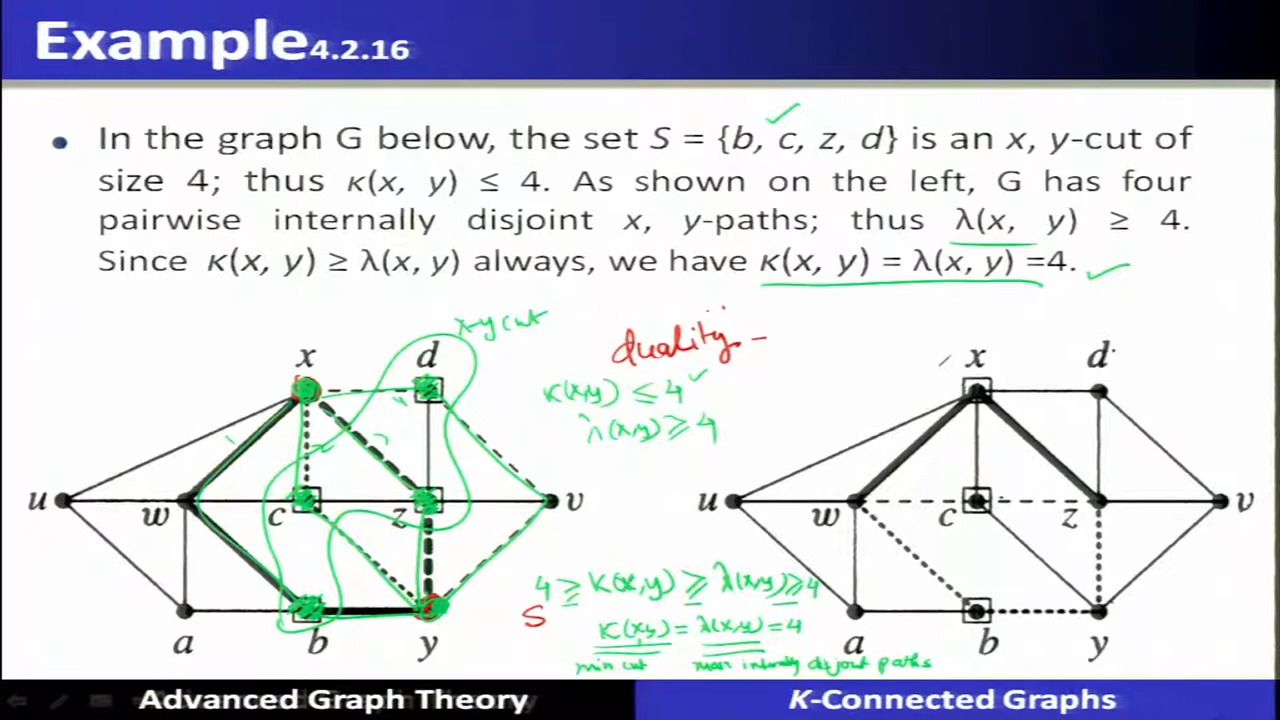 Example4.2.16
• In the graph G below, the set S = {b, c, z, d} is an x, y-cut of
size 4; thus κ(x, y) ≤ 4. As shown on the left, G has four
pairwise internally disjoint x, y-paths; thus λ(x, y) ≥ 4.
Since κ(x, y) ≥ λ(x, y) always, we have κ(x, y) = λ(x, y) =4.
x-y cut
duality -
κ(x,y) ≤ 4
λ(x,y) ≥ 4
x d
u w c z v
a b y
x d
u w c z v
a b y
4 ≥ κ(x,y) ≥ λ(x,y) ≥ 4
S
κ(x,y) = λ(x,y) = 4
min cut
internally disjoint paths
Advanced Graph Theory
K-Connected Graphs